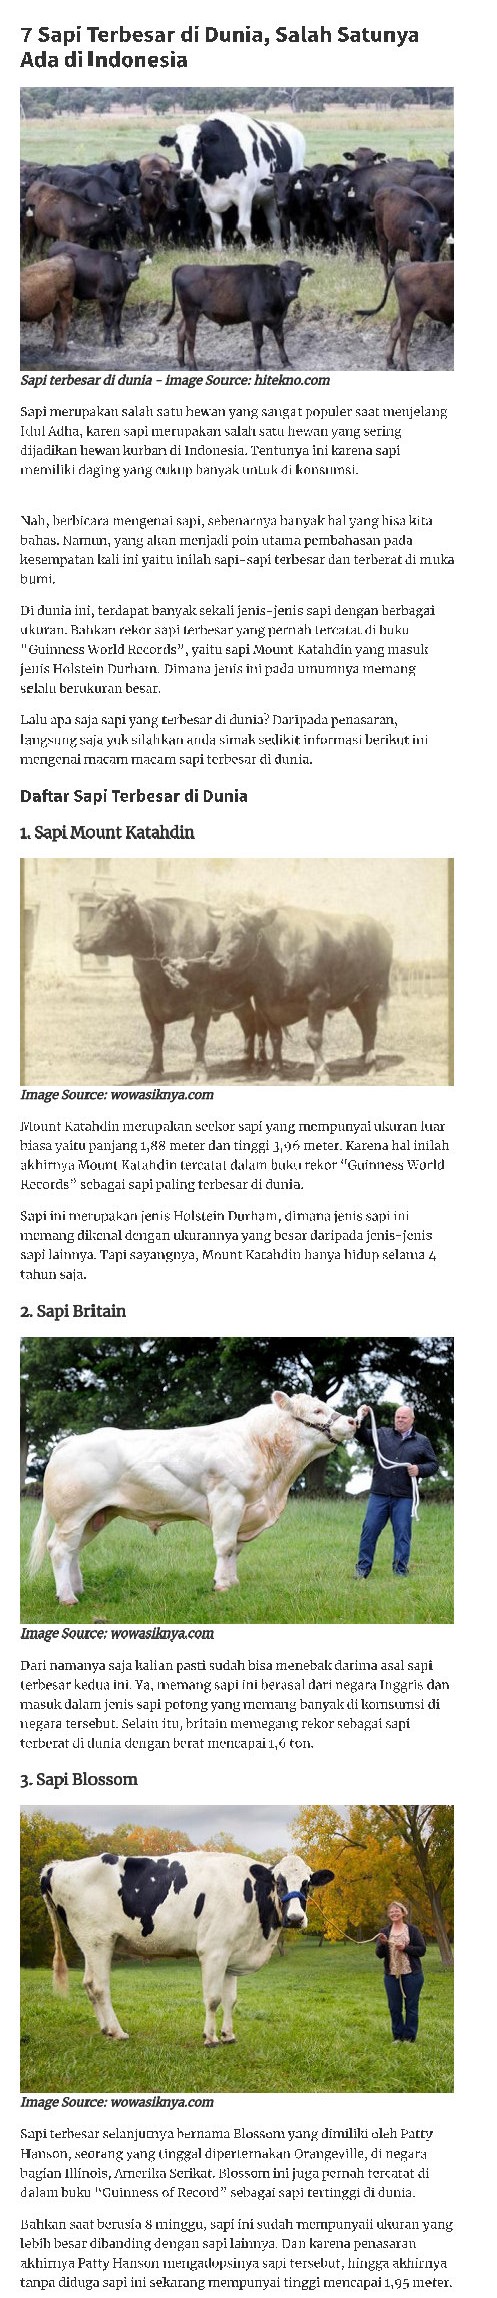 7 Sapi Terbesar di Dunia, Salah Satunya
Ada di Indonesia
Sapi terbesar di dunia – image Source: hitekno.com
Sapi merupakan salah satu hewan yang sangat populer saat menjelang
Idul Adha, karen sapi merupakan salah satu hewan yang sering
dijadikan hewan kurban di Indonesia. Tentunya ini karena sapi
memiliki daging yang cukup banyak untuk di konsumsi.
Nah, berbicara mengenai sapi, sebenarnya banyak hal yang bisa kita
bahas. Namun, yang akan menjadi poin utama pembahasan pada
kesempatan kali ini yaitu inilah sapi-sapi terbesar dan terberat di muka
bumi.
Di dunia ini, terdapat banyak sekali jenis-jenis sapi dengan berbagai
ukuran. Bahkan rekor sapi terbesar yang pernah tercatat di buku
“Guinness World Records”, yaitu sapi Mount Katahdin yang masuk
jenis Holstein Durham. Dimana jenis ini pada umumnya memang
selalu berukuran besar.
Lalu apa saja sapi yang terbesar di dunia? Daripada penasaran,
langsung saja yuk silahkan anda simak sedikit informasi berikut ini
mengenai macam macam sapi terbesar di dunia.
Daftar Sapi Terbesar di Dunia
1. Sapi Mount Katahdin
Image Source: wowasiknya.com
Mount Katahdin merupakan seekor sapi yang mempunyai ukuran luar
biasa yaitu panjang 1,88 meter dan tinggi 3,96 meter. Karena hal inilah
akhirnya Mount Katahdin tercatat dalam buku rekor “Guinness World
Records” sebagai sapi paling terbesar di dunia.
Sapi ini merupakan jenis Holstein Durham, dimana jenis sapi ini
memang dikenal dengan ukurannya yang besar daripada jenis-jenis
sapi lainnya. Tapi sayangnya, Mount Katahdin hanya hidup selama 4
tahun saja.
2. Sapi Britain
Image Source: wowasiknya.com
Dari namanya saja kalian pasti sudah bisa menebak darima asal sapi
terbesar kedua ini. Ya, memang sapi ini berasal dari negara Inggris dan
masuk dalam jenis sapi potong yang memang banyak di komsumsi di
negara tersebut. Selain itu, britain memegang rekor sebagai sapi
terberat di dunia dengan berat mencapai 1,6 ton.
3. Sapi Blossom
Image Source: wowasiknya.com
Sapi terbesar selanjutnya bernama Blossom yang dimiliki oleh Patty
Hanson, seorang yang tinggal diperternakan Orangeville, di negara
bagian Illinois, Amerika Serikat. Blossom ini juga pernah tercatat di
dalam buku “Guinness of Record” sebagai sapi tertinggi di dunia.
Bahkan saat berusia 8 minggu, sapi ini sudah mempunyaii ukuran yang
lebih besar dibanding dengan sapi lainnya. Dan karena penasaran
akhirnya Patty Hanson mengadopsinya sapi tersebut, hingga akhirnya
tanpa diduga sapi ini sekarang mempunyai tinggi mencapai 1,95 meter.